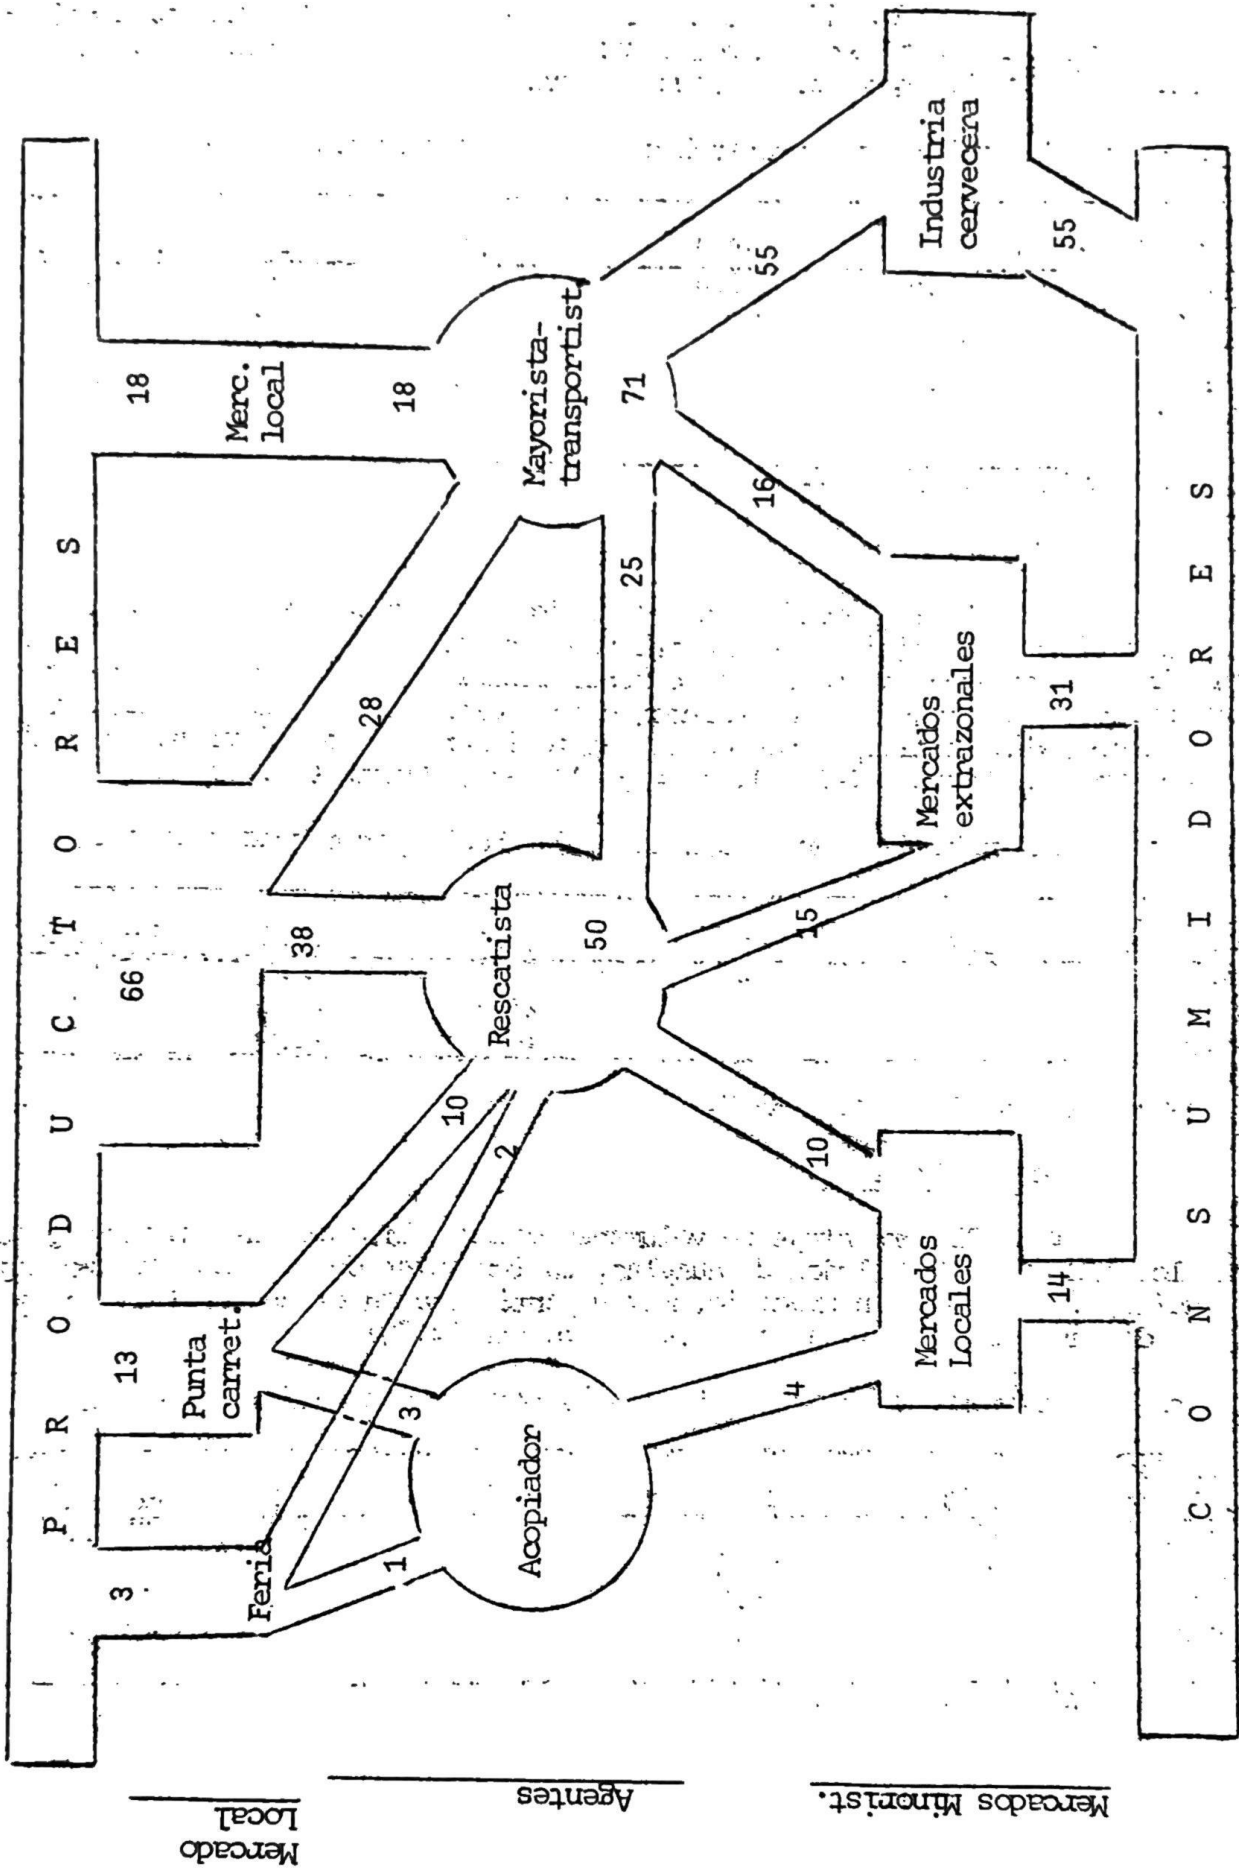 P R O D U C T O R E S
3
13
66
18
Feria
Punta
carret.
Merc.
local
38
28
18
1
3
10
2
Acopiador
Rescatista
50
25
Mayorista-
transportist.
71
4
10
15
16
55
Mercados
Locales
Mercados
extrazonales
Industria
cervecera
14
31
55
C O N S U M I D O R E S
Mercado
Local
Agentes
Mercados Minorist.